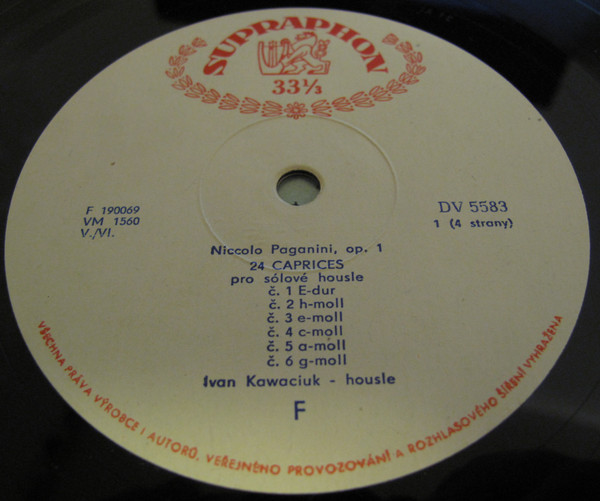 SUPRAPHON
33⅓
F 190069
VM 1560
V./VI.
DV 5583
1 (4 strany)
Niccolo Paganini, op. 1
24 CAPRICES
pro sólové housle
č. 1 E-dur
č. 2 h-moll
č. 3 e-moll
č. 4 c-moll
č. 5 a-moll
č. 6 g-moll
Ivan Kawaciuk - housle
F
VŠECHNA PRÁVA VÝROBCE I AUTORŮ, VEŘEJNÉHO PROVOZOVÁNÍ A ROZHLASOVÉHO ŠÍŘENÍ VYHRAŽENA